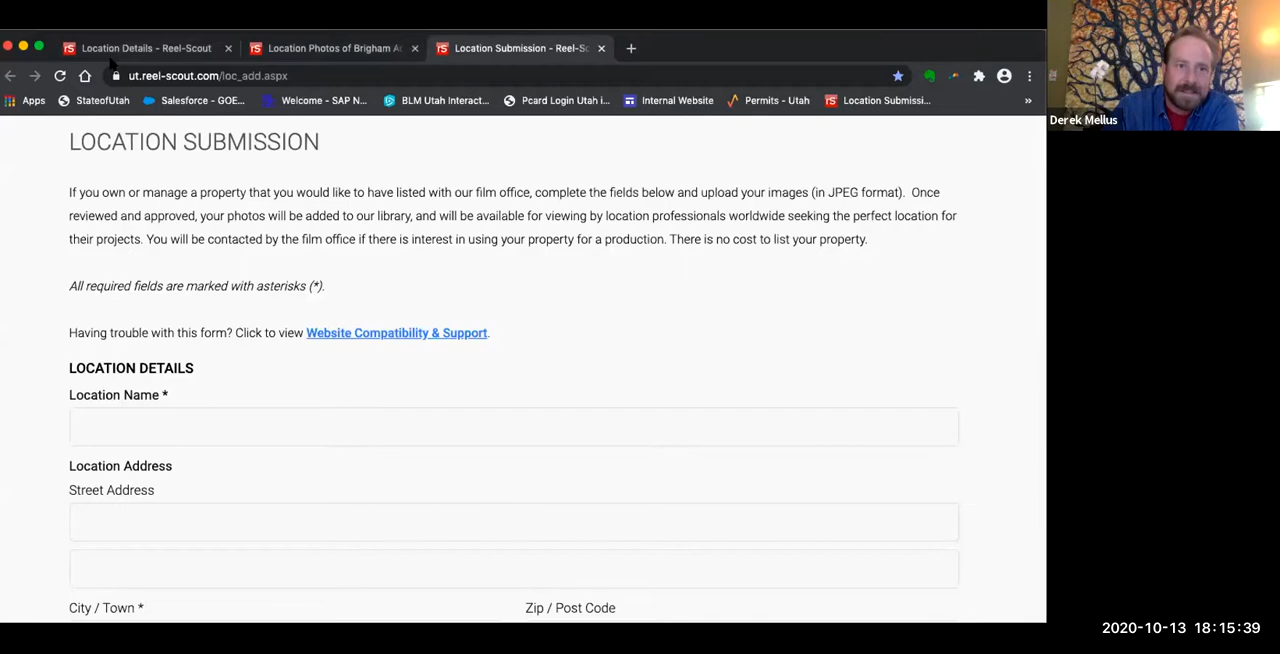 Location Details - Reel-Scout
Location Photos of Brigham A
Location Submission - Reel-Sc
ut.reel-scout.com/loc_add.aspx
Apps
StateofUtah
Salesforce - GOE...
Welcome - SAP N...
BLM Utah Interact...
Pcard Login Utah i...
Internal Website
Permits - Utah
Location Submissi...
»
Derek Mellus
LOCATION SUBMISSION
If you own or manage a property that you would like to have listed with our film office, complete the fields below and upload your images (in JPEG format). Once
reviewed and approved, your photos will be added to our library, and will be available for viewing by location professionals worldwide seeking the perfect location for
their projects. You will be contacted by the film office if there is interest in using your property for a production. There is no cost to list your property.
All required fields are marked with asterisks (*).
Having trouble with this form? Click to view Website Compatibility & Support.
LOCATION DETAILS
Location Name *
Location Address
Street Address
City / Town *
Zip / Post Code
2020-10-13 18:15:39